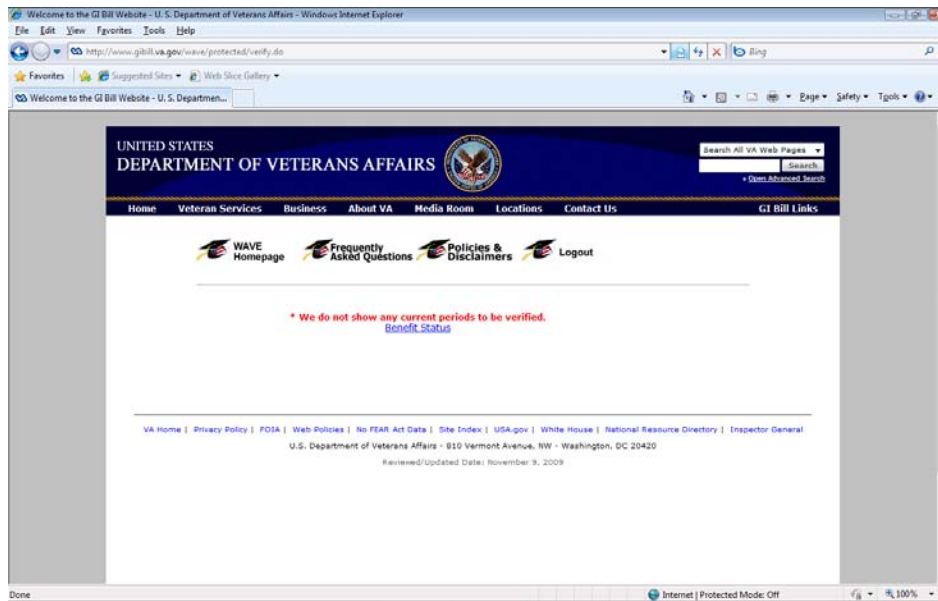 Welcome to the GI Bill Website - U. S. Department of Veterans Affairs - Windows Internet Explorer
File Edit View Favorites Tools Help
http://www.gibill.va.gov/wave/protected/verify.do
Bing
Favorites Suggested Sites Web Slice Gallery
Welcome to the GI Bill Website - U. S. Departmen...
Page Safety Tools
UNITED STATES
DEPARTMENT OF VETERANS AFFAIRS
Search All VA Web Pages
Search
Open Advanced Search
Home Veteran Services Business About VA Media Room Locations Contact Us GI Bill Links
WAVE Homepage
Frequently Asked Questions
Policies & Disclaimers
Logout
* We do not show any current periods to be verified.
Benefit Status
VA Home | Privacy Policy | FOIA | Web Policies | No FEAR Act Data | Site Index | USA.gov | White House | National Resource Directory | Inspector General
U.S. Department of Veterans Affairs - 810 Vermont Avenue, NW - Washington, DC 20420
Reviewed/Updated Date: November 9, 2009
Done
Internet | Protected Mode: Off
100%